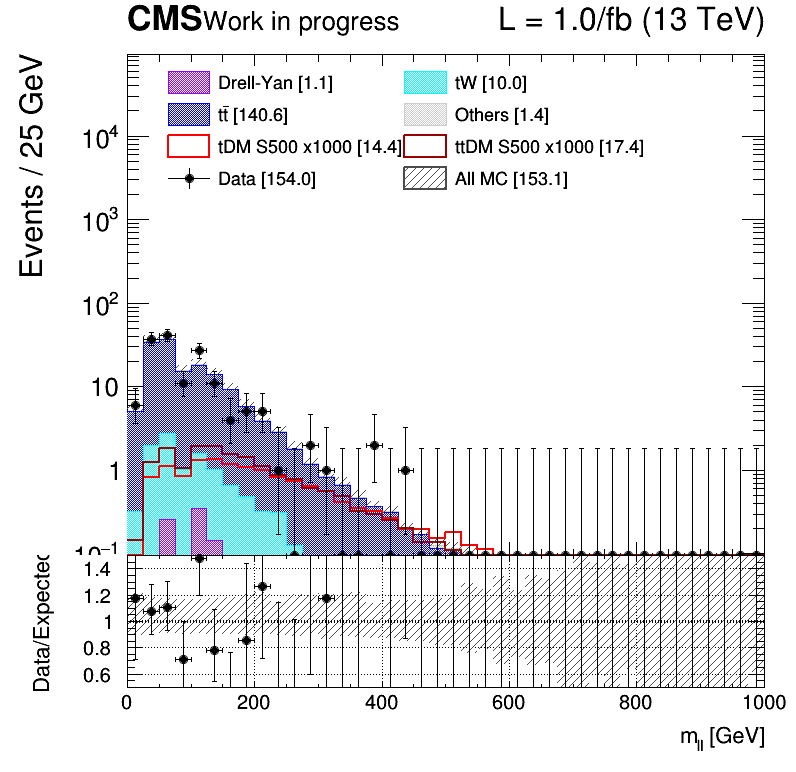 CMS Work in progress L = 1.0/fb (13 TeV)
Events / 25 GeV
Drell-Yan [1.1] tW [10.0]
tt̄ [140.6] Others [1.4]
tDM S500 x1000 [14.4] ttDM S500 x1000 [17.4]
Data [154.0] All MC [153.1]
10⁴
10³
10²
10
1
10⁻¹
Data/Expected
1.4
1.2
1
0.8
0.6
0 200 400 600 800 1000
m_ll [GeV]